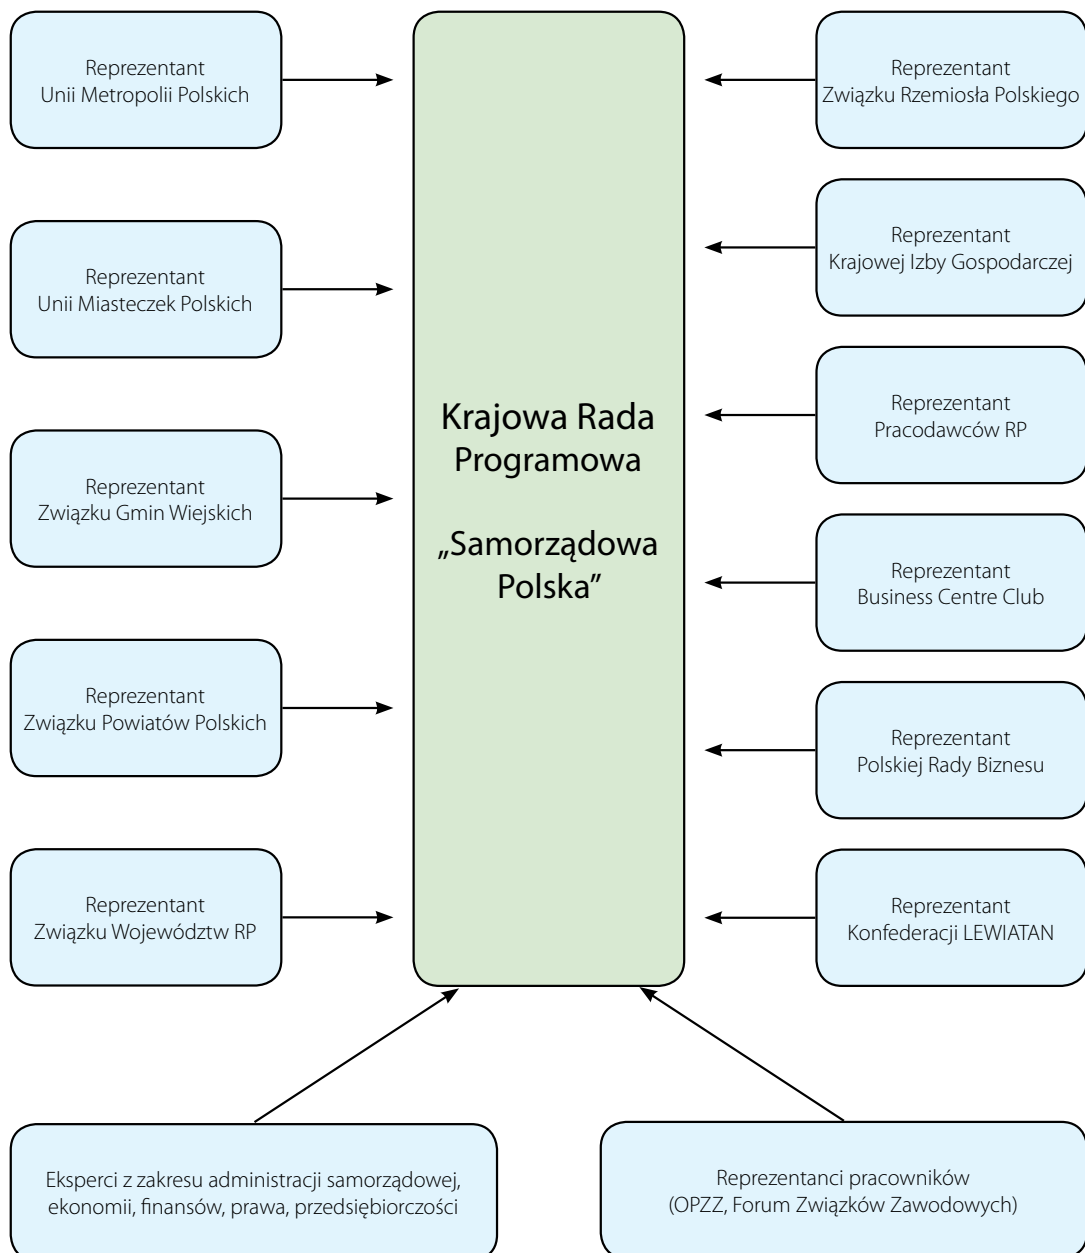 Reprezentant
Unii Metropolii Polskich
Reprezentant
Unii Miasteczek Polskich
Reprezentant
Związku Gmin Wiejskich
Reprezentant
Związku Powiatów Polskich
Reprezentant
Związku Województw RP
Krajowa Rada
Programowa
„Samorządowa
Polska”
Reprezentant
Związku Rzemiosła Polskiego
Reprezentant
Krajowej Izby Gospodarczej
Reprezentant
Pracodawców RP
Reprezentant
Business Centre Club
Reprezentant
Polskiej Rady Biznesu
Reprezentant
Konfederacji LEWIATAN
Eksperci z zakresu administracji samorządowej,
ekonomii, finansów, prawa, przedsiębiorczości
Reprezentanci pracowników
(OPZZ, Forum Związków Zawodowych)